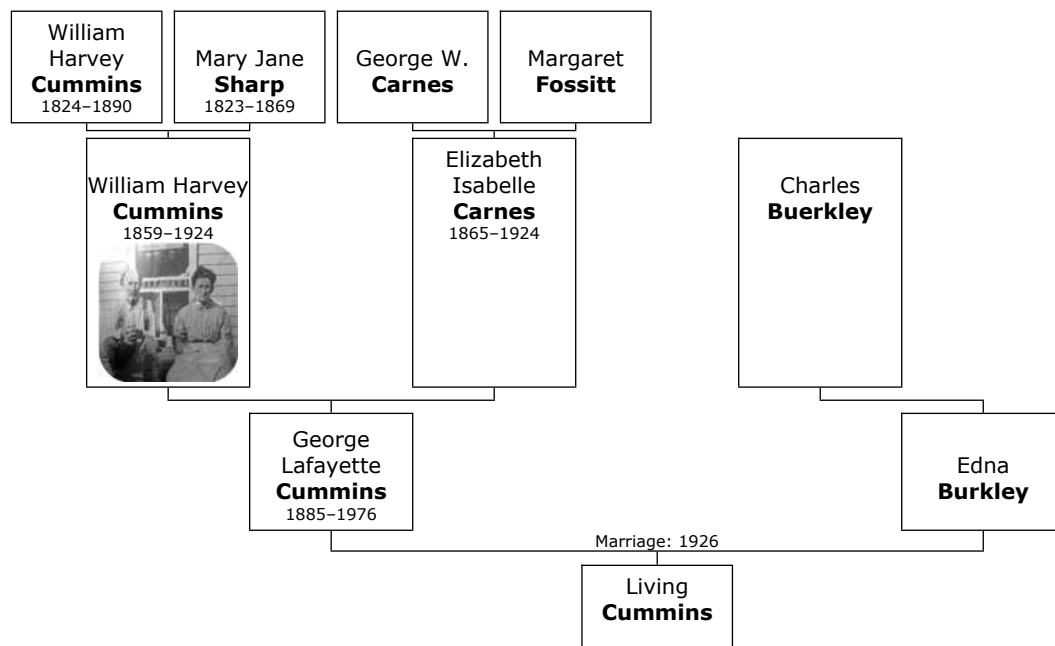 William
Harvey
Cummins
1824–1890
Mary Jane
Sharp
1823–1869
George W.
Carnes
Margaret
Fossitt
William Harvey
Cummins
1859–1924
Elizabeth
Isabelle
Carnes
1865–1924
Charles
Buerkley
George
Lafayette
Cummins
1885–1976
Edna
Burkley
Marriage: 1926
Living
Cummins